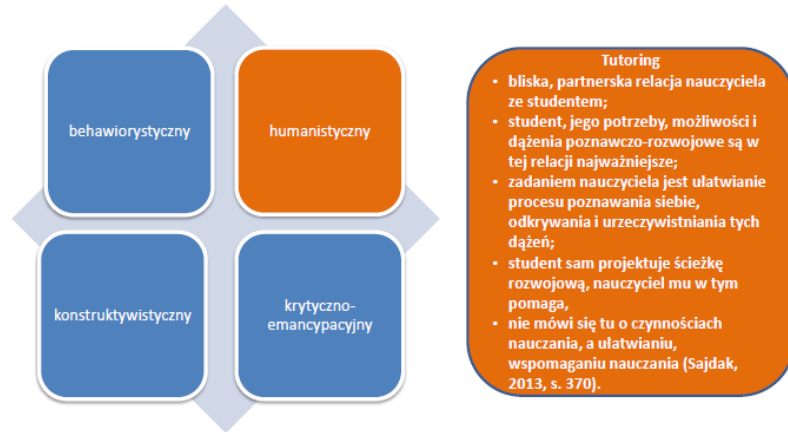 behawiorystyczny
humanistyczny
konstruktywistyczny
krytyczno-
emancypacyjny
Tutoring
• bliska, partnerska relacja nauczyciela
ze studentem;
• student, jego potrzeby, możliwości i
dążenia poznawczo-rozwojowe są w
tej relacji najważniejsze;
• zadaniem nauczyciela jest ułatwianie
procesu poznawania siebie,
odkrywania i urzeczywistniania tych
dążeń;
• student sam projektuje ścieżkę
rozwojową, nauczyciel mu w tym
pomaga,
• nie mówi się tu o czynnościach
nauczania, a ułatwianiu,
wspomaganiu nauczania (Sajdak,
2013, s. 370).